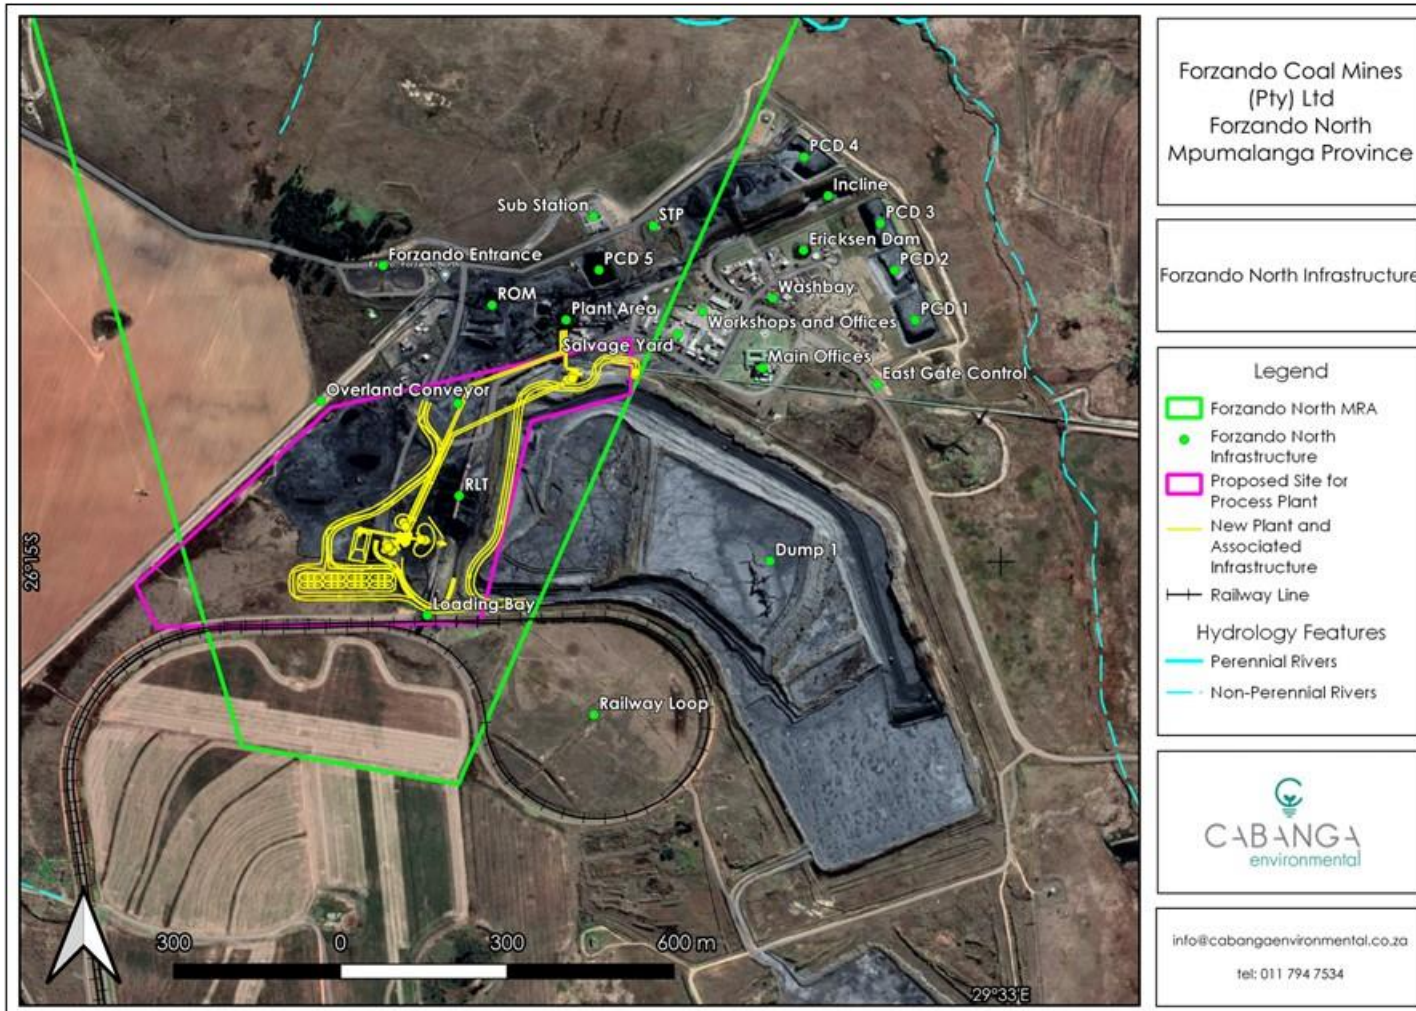 PCD 4
Incline
Sub Station
STP
PCD 3
Ericksen Dam
Forzando Entrance
PCD 5
PCD 2
Washbay
ROM
Plant Area
Workshops and Offices
PCD 1
Salvage Yard
Main Offices
East Gate Control
Overland Conveyor
RLT
Dump 1
26°15'S
Loading Bay
Railway Loop
300
0
300
600 m
29°33'E
Forzando Coal Mines
(Pty) Ltd
Forzando North
Mpumalanga Province
Forzando North Infrastructure
Legend
Forzando North MRA
Forzando North
Infrastructure
Proposed Site for
Process Plant
New Plant and
Associated
Infrastructure
Railway Line
Hydrology Features
Perennial Rivers
Non-Perennial Rivers
CABANGA
environmental
info@cabangaenvironmental.co.za
tel: 011 794 7534